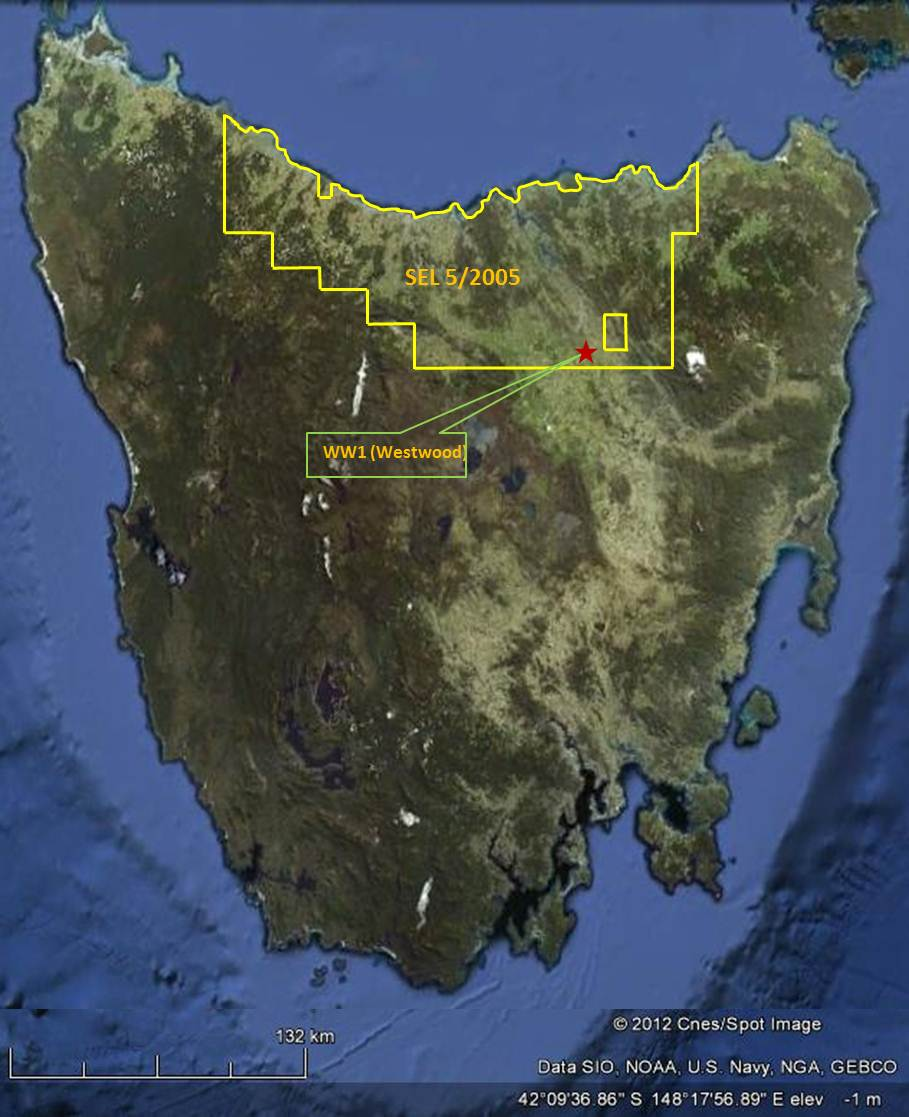 SEL 5/2005
WW1 (Westwood)
132 km
© 2012 Cnes/Spot Image
Data SIO, NOAA, U.S. Navy, NGA, GEBCO
42°09'36.86" S 148°17'56.89" E elev -1 m